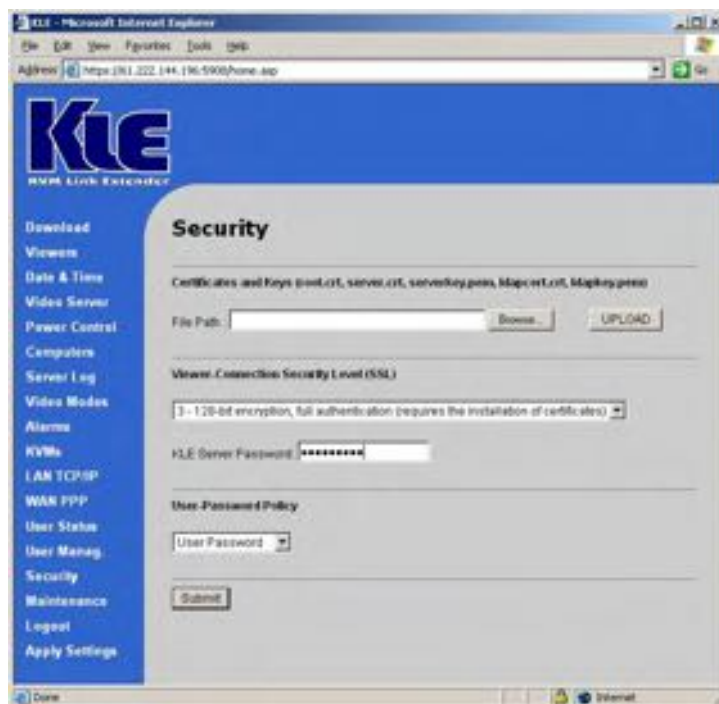 KLE - Microsoft Internet Explorer
File Edit View Favorites Tools Help
Address https://61.222.144.196:5908/home.asp Go
KLE
KVM Link Extender
Download
Viewers
Date & Time
Video Server
Power Control
Computers
Server Log
Video Modes
Alarms
KVMs
LAN TCP/IP
WAN PPP
User Status
User Manag.
Security
Maintenance
Logout
Apply Settings
Security
Certificates and Keys (root.crt, server.crt, serverkey.pem, ldapcert.crt, ldapkey.pem)
File Path: Browse... UPLOAD
Viewer-Connection Security Level (SSL)
3 - 128-bit encryption, full authentication (requires the installation of certificates)
KLE Server Password: •••••••••
User-Password Policy
User Password
Submit
Done Internet